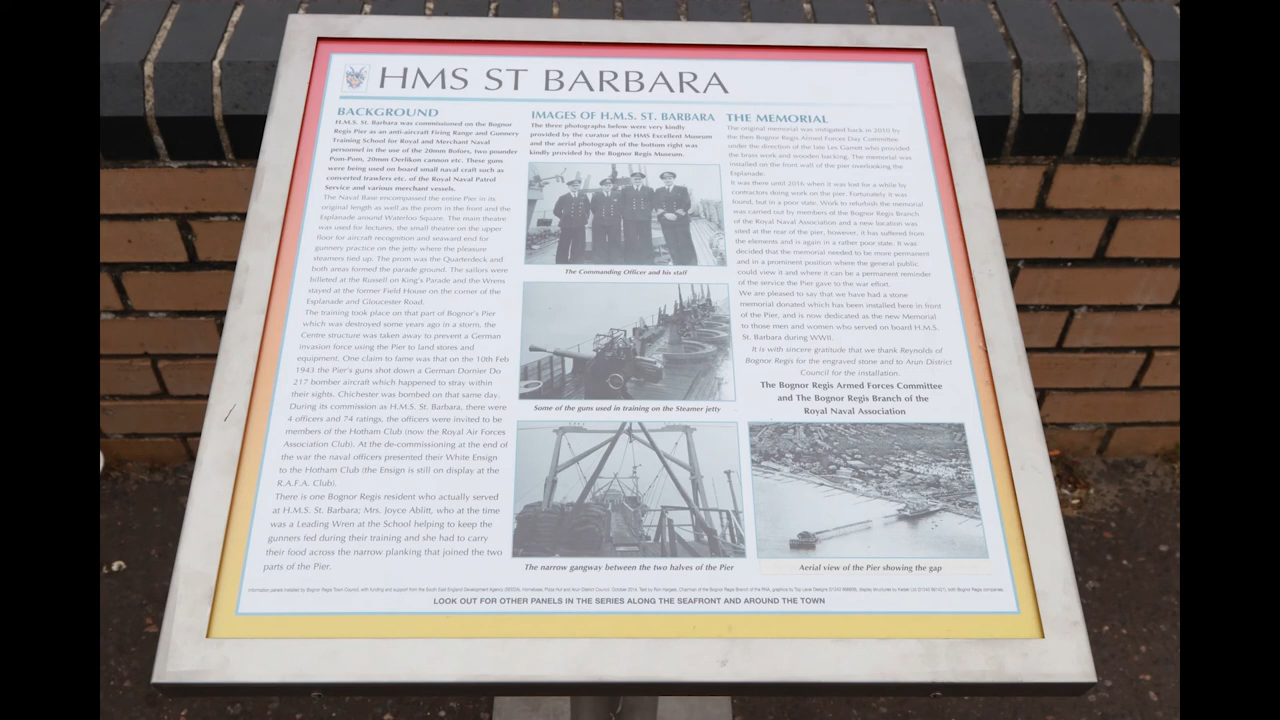 HMS ST BARBARA
BACKGROUND
H.M.S. St. Barbara was commissioned on the Bognor
Regis Pier as an anti-aircraft Firing Range and Gunnery
Training School for Royal and Merchant Naval
personnel in the use of the 20mm Bofors, two pounder
Pom-Pom, 20mm Oerlikon cannon etc. These guns
were being used on board small naval craft such as
converted trawlers etc. of the Royal Naval Patrol
Service and various merchant vessels.
The Naval Base encompassed the entire Pier in its
original length as well as the prom in the front and the
Esplanade around Waterloo Square. The main theatre
was used for lectures, the small theatre on the upper
floor for aircraft recognition and seaward end for
gunnery practice on the jetty where the pleasure
steamers tied up. The prom was the Quarterdeck and
both areas formed the parade ground. The sailors were
billeted at the Russell on King's Parade and the Wrens
stayed at the former Field House on the corner of the
Esplanade and Gloucester Road.
The training took place on that part of Bognor's Pier
which was destroyed some years ago in a storm, the
Centre structure was taken away to prevent a German
invasion force using the Pier to land stores and
equipment. One claim to fame was that on the 10th Feb
1943 the Pier's guns shot down a German Dornier Do
217 bomber aircraft which happened to stray within
their sights. Chichester was bombed on that same day.
During its commission as H.M.S. St. Barbara, there were
4 officers and 74 ratings, the officers were invited to be
members of the Hotham Club (now the Royal Air Forces
Association Club). At the de-commissioning at the end of
the war the naval officers presented their White Ensign
to the Hotham Club (the Ensign is still on display at the
R.A.F.A. Club).
There is one Bognor Regis resident who actually served
at H.M.S. St. Barbara; Mrs. Joyce Ablitt, who at the time
was a Leading Wren at the School helping to keep the
gunners fed during their training and she had to carry
their food across the narrow planking that joined the two
parts of the Pier.
IMAGES OF H.M.S. ST. BARBARA
The three photographs below were very kindly
provided by the curator of the HMS Excellent Museum
and the aerial photograph of the bottom right was
kindly provided by the Bognor Regis Museum.
The Commanding Officer and his staff
Some of the guns used in training on the Steamer jetty
The narrow gangway between the two halves of the Pier
THE MEMORIAL
The original memorial was instigated back in 2010 by
the then Bognor Regis Armed Forces Day Committee
under the direction of the late Les Garrett who provided
the brass work and wooden backing. The memorial was
installed on the front wall of the pier overlooking the
Esplanade.
It was there until 2016 when it was lost for a while by
contractors doing work on the pier. Fortunately it was
found, but in a poor state. Work to refurbish the memorial
was carried out by members of the Bognor Regis Branch
of the Royal Naval Association and a new location was
sited at the rear of the pier, however, it has suffered from
the elements and is again in a rather poor state. It was
decided that the memorial needed to be more permanent
and in a prominent position where the general public
could view it and where it can be a permanent reminder
of the service the Pier gave to the war effort.
We are pleased to say that we have had a stone
memorial donated which has been installed here in front
of the Pier, and is now dedicated as the new Memorial
to those men and women who served on board H.M.S.
St. Barbara during WWII.
It is with sincere gratitude that we thank Reynolds of
Bognor Regis for the engraved stone and to Arun District
Council for the installation.
The Bognor Regis Armed Forces Committee
and The Bognor Regis Branch of the
Royal Naval Association
Aerial view of the Pier showing the gap
Information panels installed by Bognor Regis Town Council, with funding and support from the South East England Development Agency
LOOK OUT FOR OTHER PANELS IN THE SERIES ALONG THE SEAFRONT AND AROUND THE TOWN